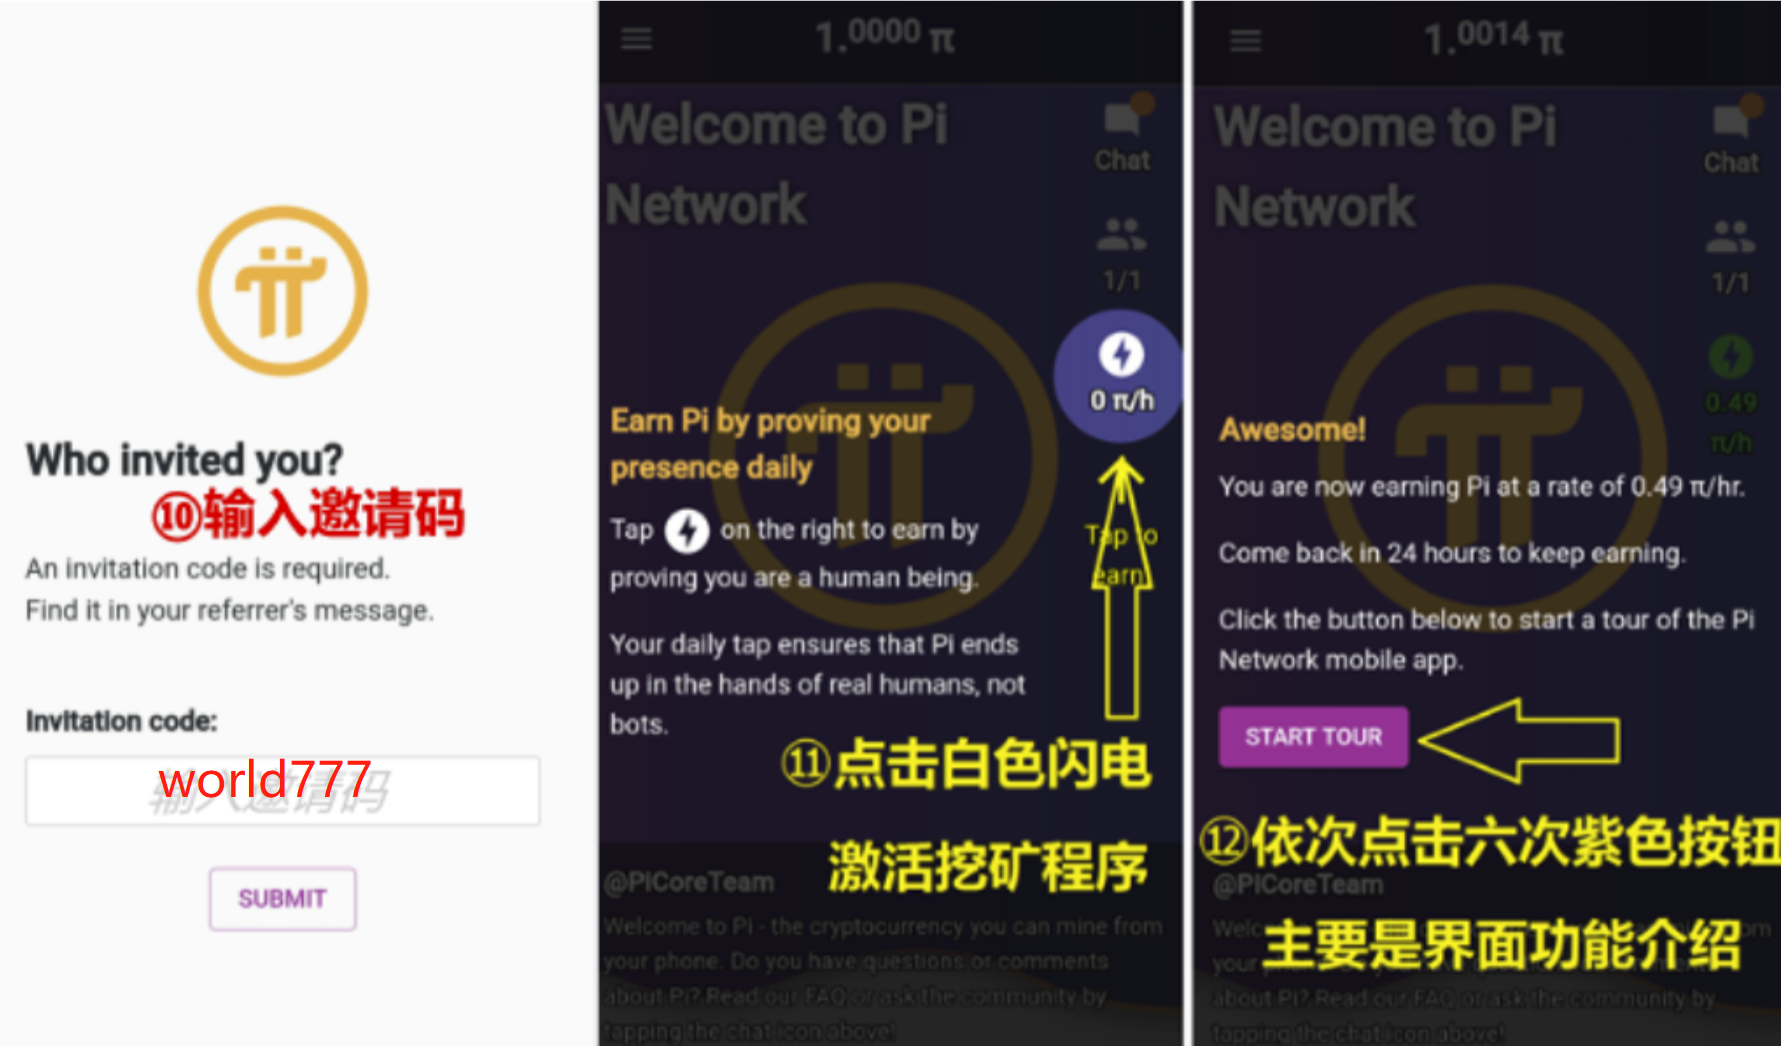 Who invited you?
⑩输入邀请码
An invitation code is required.
Find it in your referrer's message.
Invitation code:
输入邀请码
world777
SUBMIT
1.0000 π
Welcome to Pi
Network
Chat
1/1
0 π/h
Earn Pi by proving your
presence daily
Tap on the right to earn by
proving you are a human being.
Tap to
earn
Your daily tap ensures that Pi ends
up in the hands of real humans, not
bots.
⑪点击白色闪电
激活挖矿程序
@PiCoreTeam
Welcome to Pi - the cryptocurrency you can mine from
your phone. Do you have questions or comments
about Pi? Read our FAQ or ask the community by
tapping the chat icon above!
1.0014 π
Welcome to Pi
Network
Chat
1/1
0.49
π/h
Awesome!
You are now earning Pi at a rate of 0.49 π/hr.
Come back in 24 hours to keep earning.
Click the button below to start a tour of the Pi
Network mobile app.
START TOUR
⑫依次点击六次紫色按钮
主要是界面功能介绍
@PiCoreTeam
about Pi? Read our FAQ or ask the community by
tapping the chat icon above!